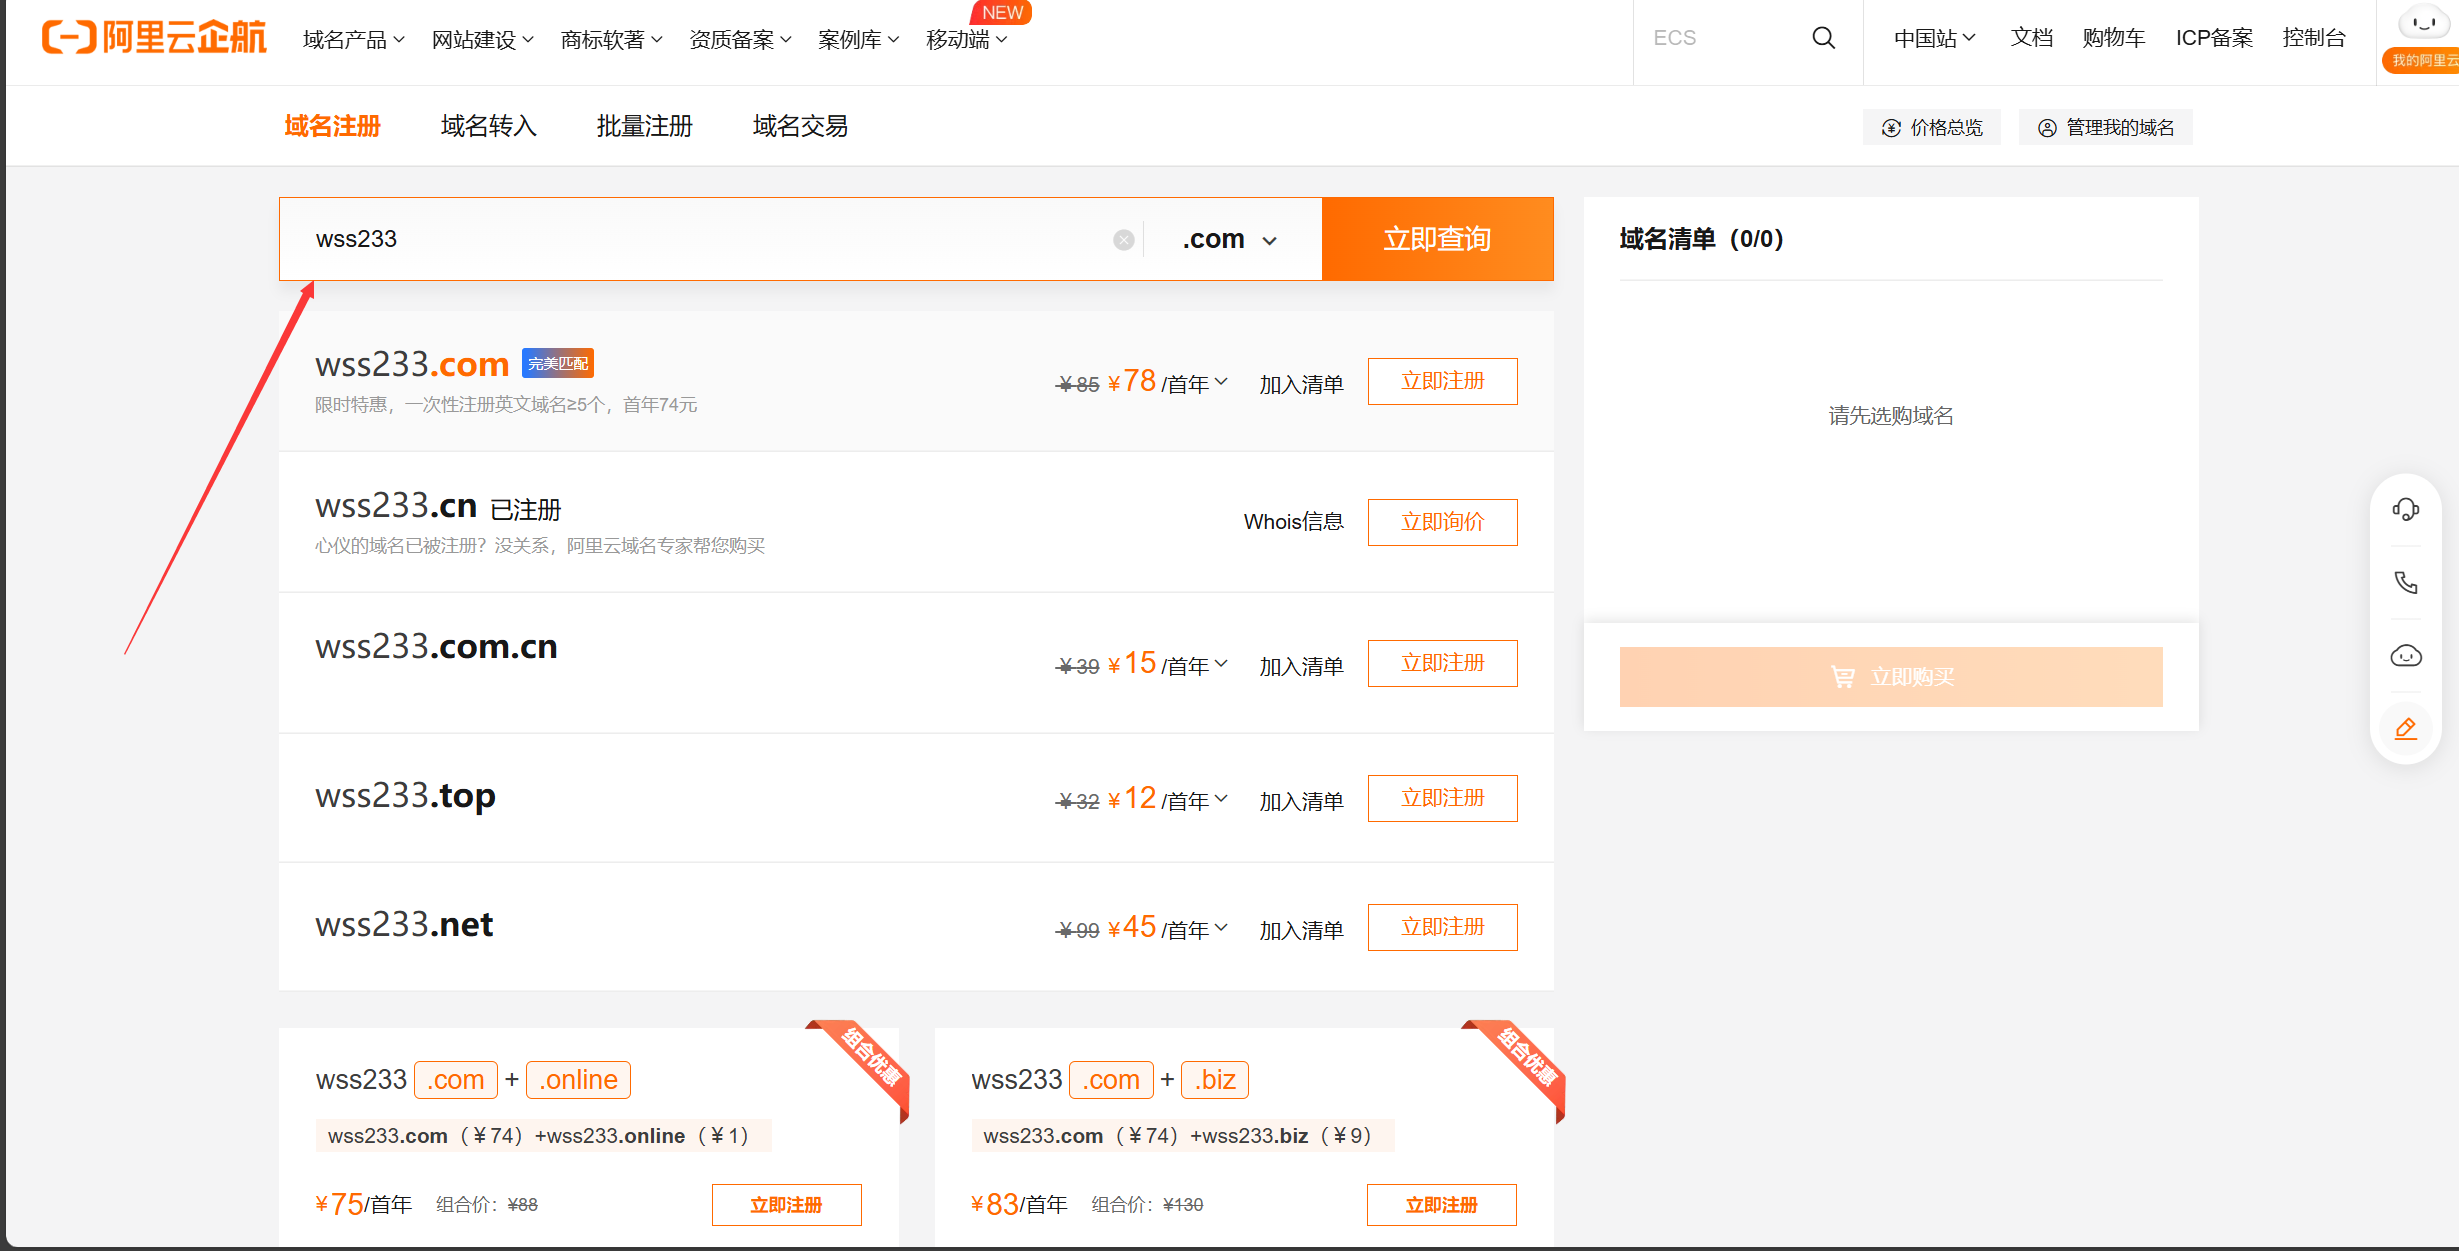 阿里云企航
域名产品
网站建设
商标软著
资质备案
案例库
移动端
NEW
ECS
中国站
文档
购物车
ICP备案
控制台
我的阿里云
域名注册
域名转入
批量注册
域名交易
价格总览
管理我的域名
wss233
.com
立即查询
wss233.com 完美匹配
限时特惠，一次性注册英文域名≥5个，首年74元
¥85 ¥78 /首年 加入清单 立即注册
wss233.cn 已注册
心仪的域名已被注册？没关系，阿里云域名专家帮您购买
Whois信息 立即询价
wss233.com.cn
¥39 ¥15 /首年 加入清单 立即注册
wss233.top
¥32 ¥12 /首年 加入清单 立即注册
wss233.net
¥99 ¥45 /首年 加入清单 立即注册
域名清单（0/0）
请先选购域名
立即购买
组合优惠
wss233 .com + .online
wss233.com（¥74）+wss233.online（¥1）
¥75/首年 组合价：¥88 立即注册
组合优惠
wss233 .com + .biz
wss233.com（¥74）+wss233.biz（¥9）
¥83/首年 组合价：¥130 立即注册